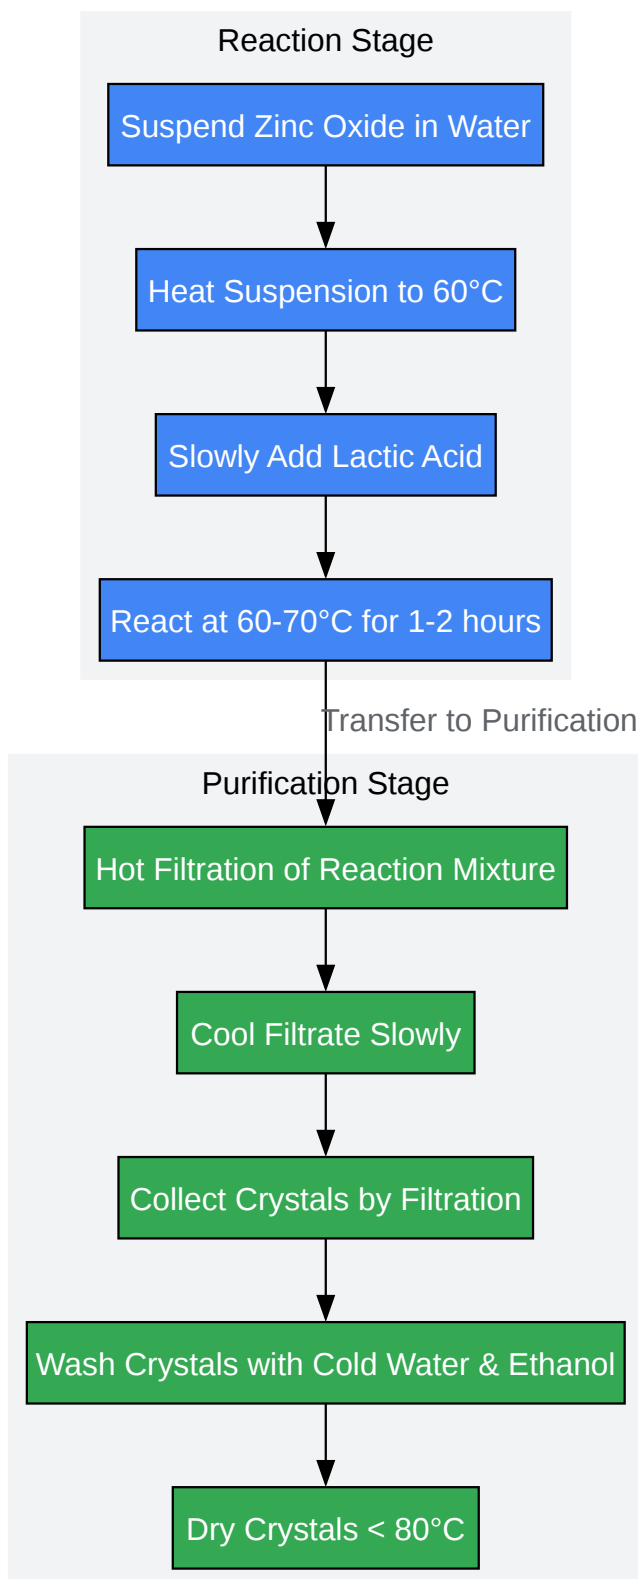 Reaction Stage
Suspend Zinc Oxide in Water
Heat Suspension to 60°C
Slowly Add Lactic Acid
React at 60-70°C for 1-2 hours
Transfer to Purification
Purification Stage
Hot Filtration of Reaction Mixture
Cool Filtrate Slowly
Collect Crystals by Filtration
Wash Crystals with Cold Water & Ethanol
Dry Crystals < 80°C